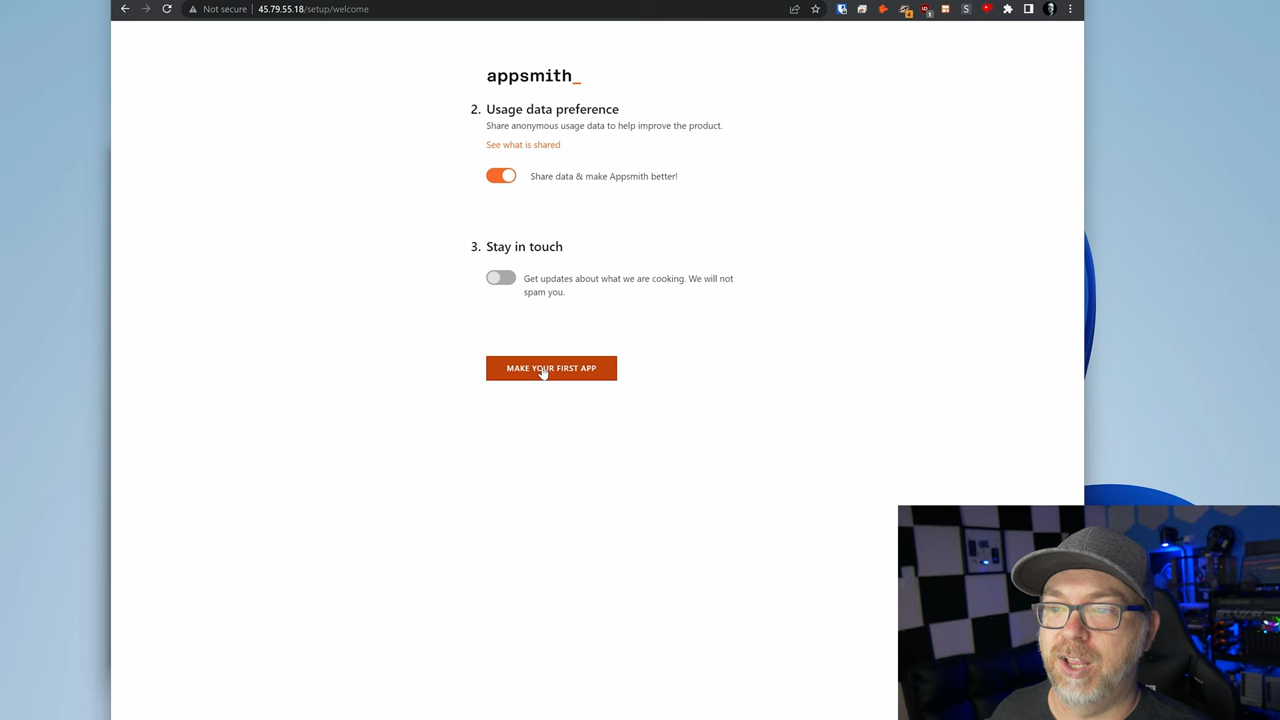 Not secure 45.79.55.18/setup/welcome
appsmith_
2. Usage data preference
Share anonymous usage data to help improve the product.
See what is shared
Share data & make Appsmith better!
3. Stay in touch
Get updates about what we are cooking. We will not
spam you.
MAKE YOUR FIRST APP